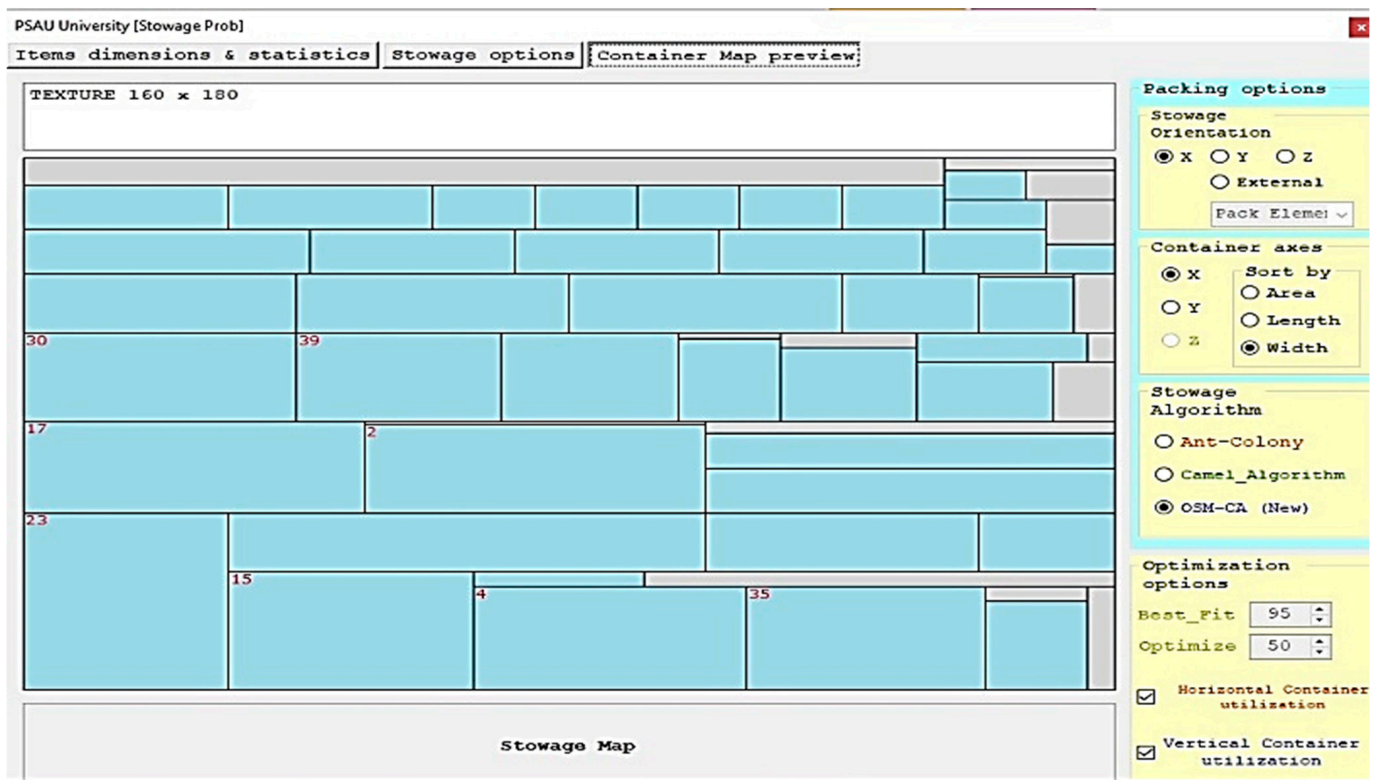 PSAU University [Stowage Prob]
Items dimensions & statistics
Stowage options
Container Map preview
TEXTURE 160 x 180
30
39
17
2
23
15
4
35
Stowage Map
Packing options
Stowage
Orientation
X Y Z
External
Pack Elemei
Container axes
X
Y
Z
Sort by
Area
Length
Width
Stowage
Algorithm
Ant-Colony
Camel_Algorithm
OSM-CA (New)
Optimization
options
Best_Fit 95
Optimize 50
Horizontal Container
utilization
Vertical Container
utilization